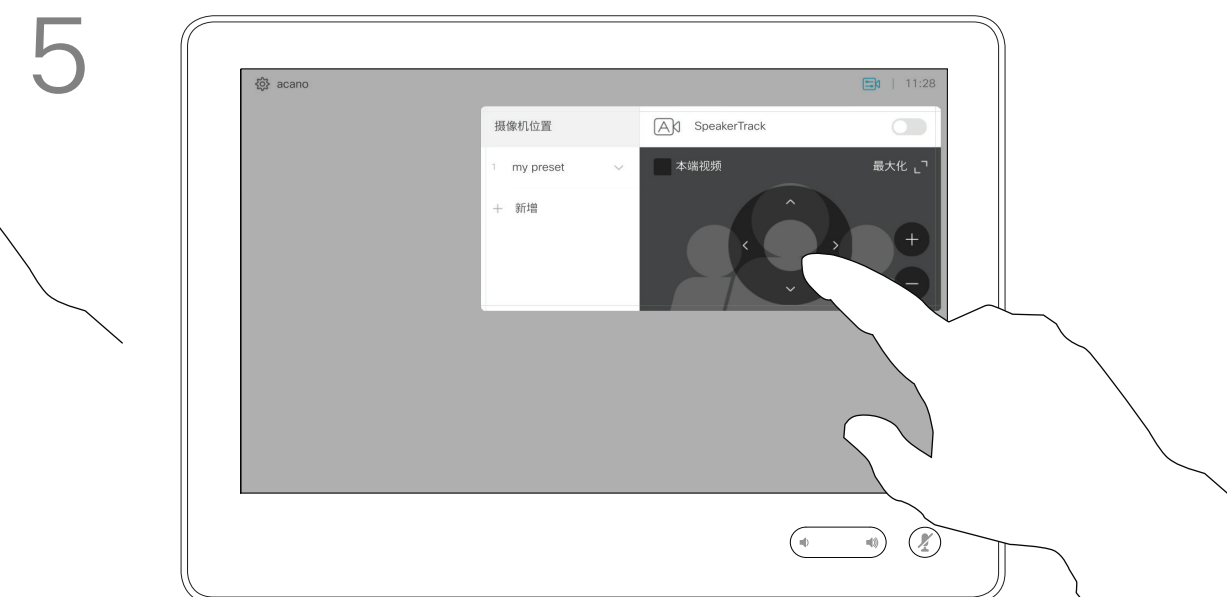 5
acano
11:28
摄像机位置
SpeakerTrack
1 my preset
本端视频
最大化
+ 新增